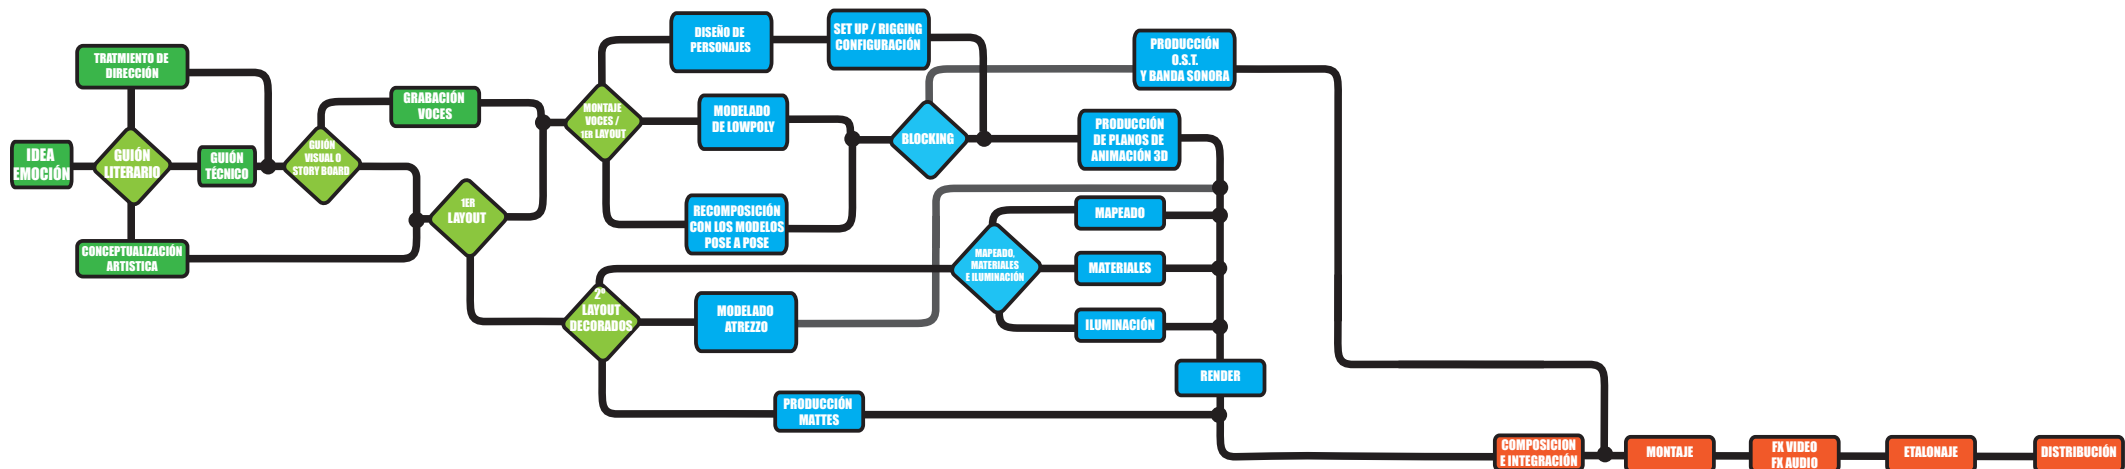 TRATMIENTO DE
DIRECCIÓN
IDEA
EMOCIÓN
GUIÓN
LITERARIO
GUIÓN
TÉCNICO
CONCEPTUALIZACIÓN
ARTISTICA
GUIÓN
VISUAL O
STORY BOARD
GRABACIÓN
VOCES
1ER
LAYOUT
MONTAJE
VOCES /
1ER LAYOUT
DISEÑO DE
PERSONAJES
SET UP / RIGGING
CONFIGURACIÓN
MODELADO
DE LOWPOLY
RECOMPOSICIÓN
CON LOS MODELOS
POSE A POSE
BLOCKING
PRODUCCIÓN
O.S.T.
Y BANDA SONORA
PRODUCCIÓN
DE PLANOS DE
ANIMACIÓN 3D
2º
LAYOUT
DECORADOS
MODELADO
ATREZZO
PRODUCCIÓN
MATTES
MAPEADO,
MATERIALES
E ILUMINACIÓN
MAPEADO
MATERIALES
ILUMINACIÓN
RENDER
COMPOSICION
E INTEGRACIÓN
MONTAJE
FX VIDEO
FX AUDIO
ETALONAJE
DISTRIBUCIÓN